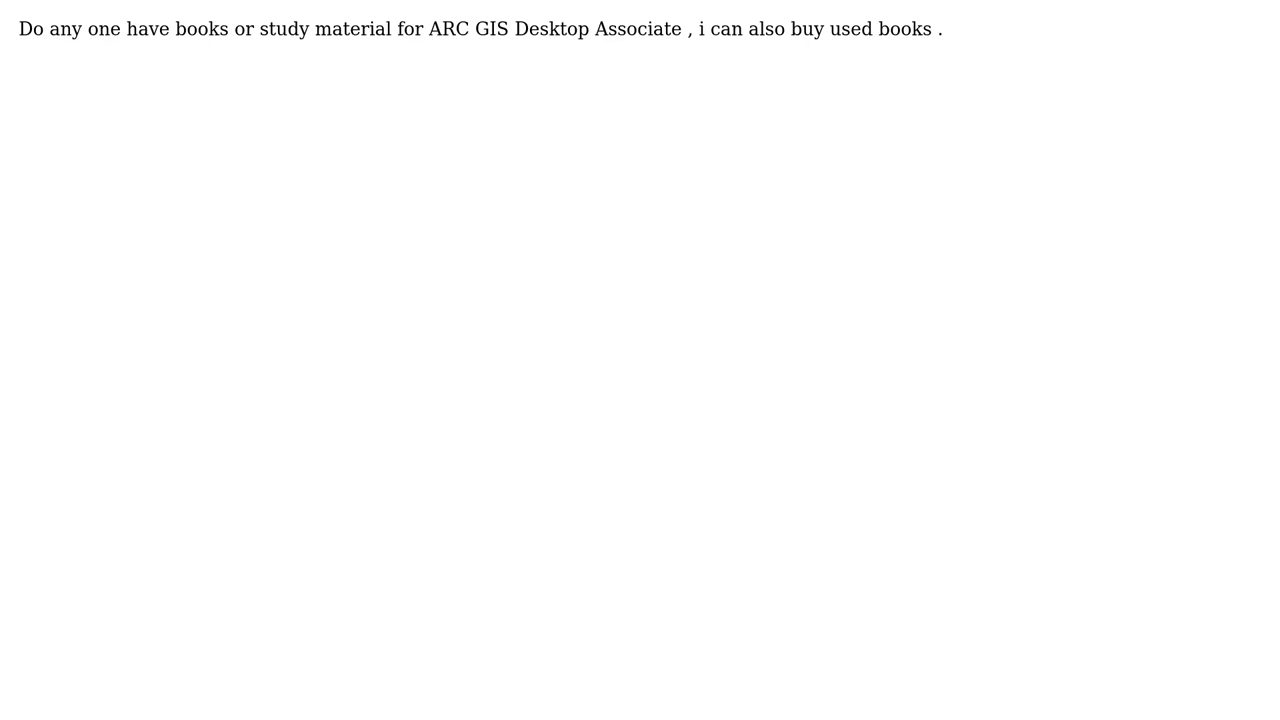 Do any one have books or study material for ARC GIS Desktop Associate , i can also buy used books .